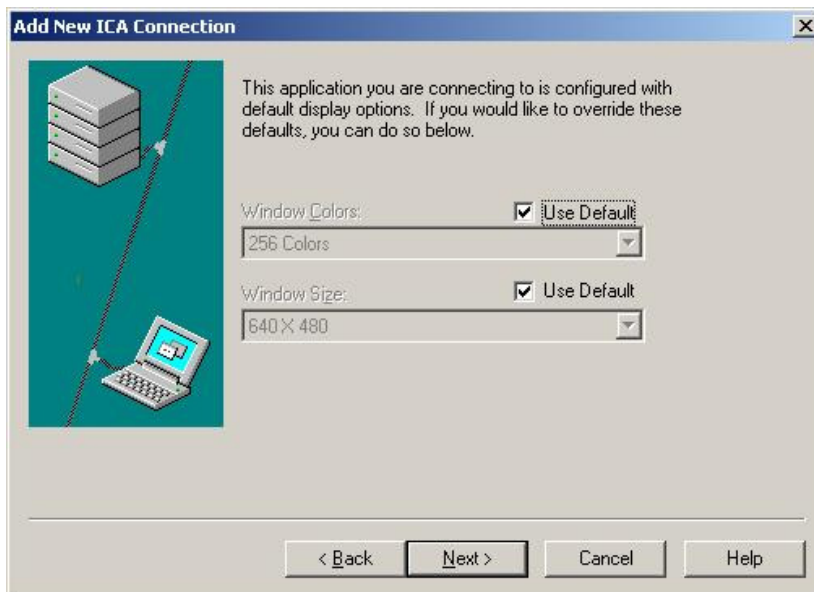 Add New ICA Connection
This application you are connecting to is configured with
default display options. If you would like to override these
defaults, you can do so below.
Window Colors: Use Default
256 Colors
Window Size: Use Default
640 X 480
< Back Next > Cancel Help